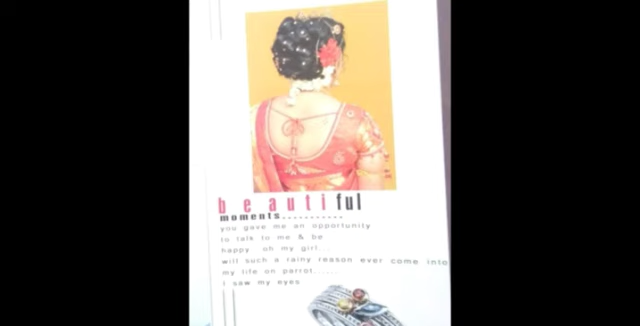 beautiful
moments...........
you gave me an opportunity
to talk to me & be
happy oh my girl...
will such a rainy reason ever come into
my life on parrot......
i saw my eyes